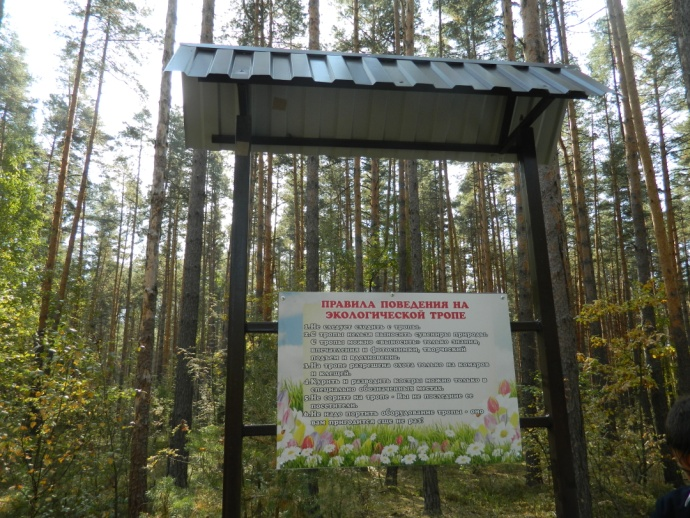 ПРАВИЛА ПОВЕДЕНИЯ НА
ЭКОЛОГИЧЕСКОЙ ТРОПЕ
1.Не следует сходить с тропы.
2.С тропы нельзя выносить сувениры природы.
С тропы можно «выносить» только знания,
впечатления и фотоснимки, творческий
подъем и вдохновение.
3.На тропе разрешена охота только на комаров
и клещей.
4.Курить и разводить костры можно только в
специально обозначенных местах.
5.Не сорите на тропе - Вы не последние ее
посетители.
6.Не надо портить оборудование тропы - оно
вам пригодится еще не раз!